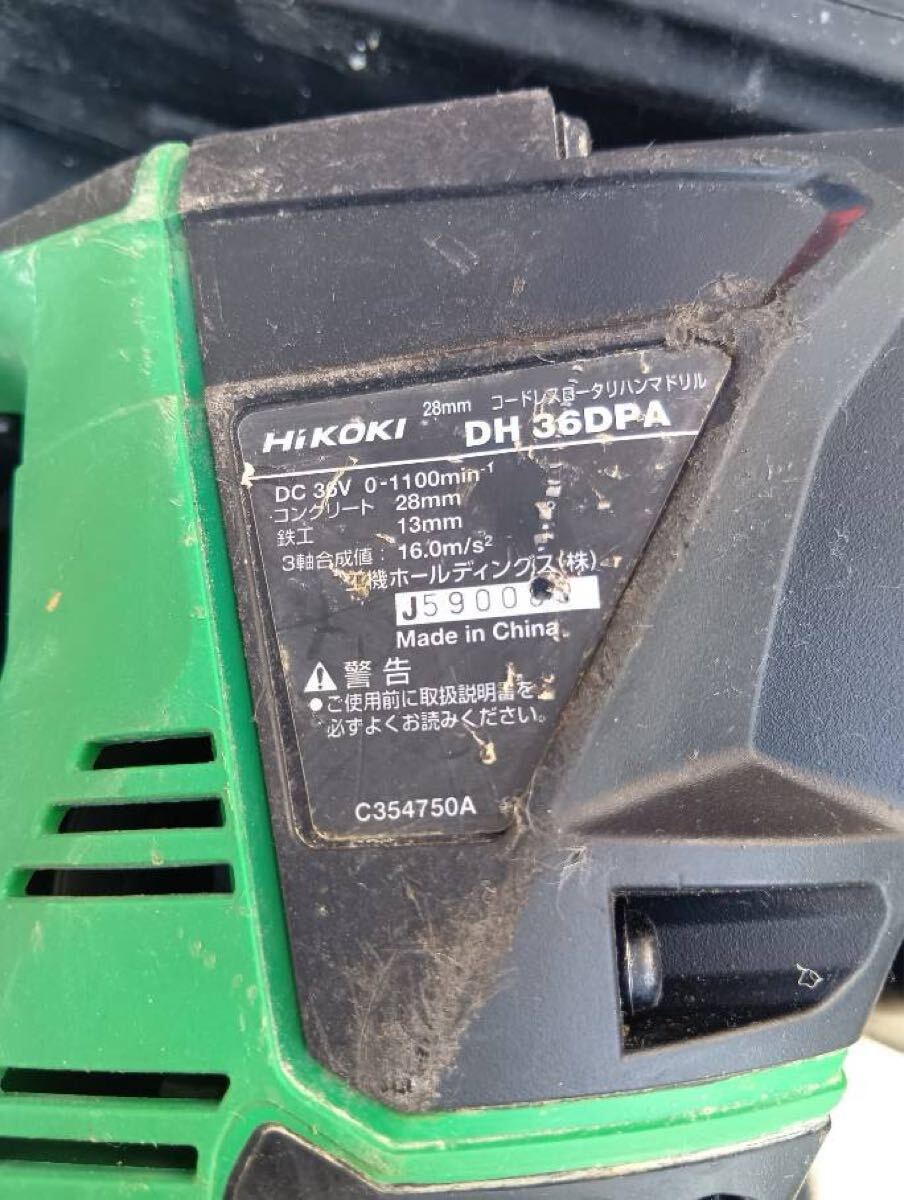 28mm コードレスロータリハンマドリル
HiKOKI DH 36DPA
DC 36V 0-1100min⁻¹
コンクリート 28mm
鉄工 13mm
3軸合成値: 16.0m/s²
機ホールディングス(株)
J5900
Made in China
警告
●ご使用前に取扱説明書を
必ずよくお読みください。
C354750A